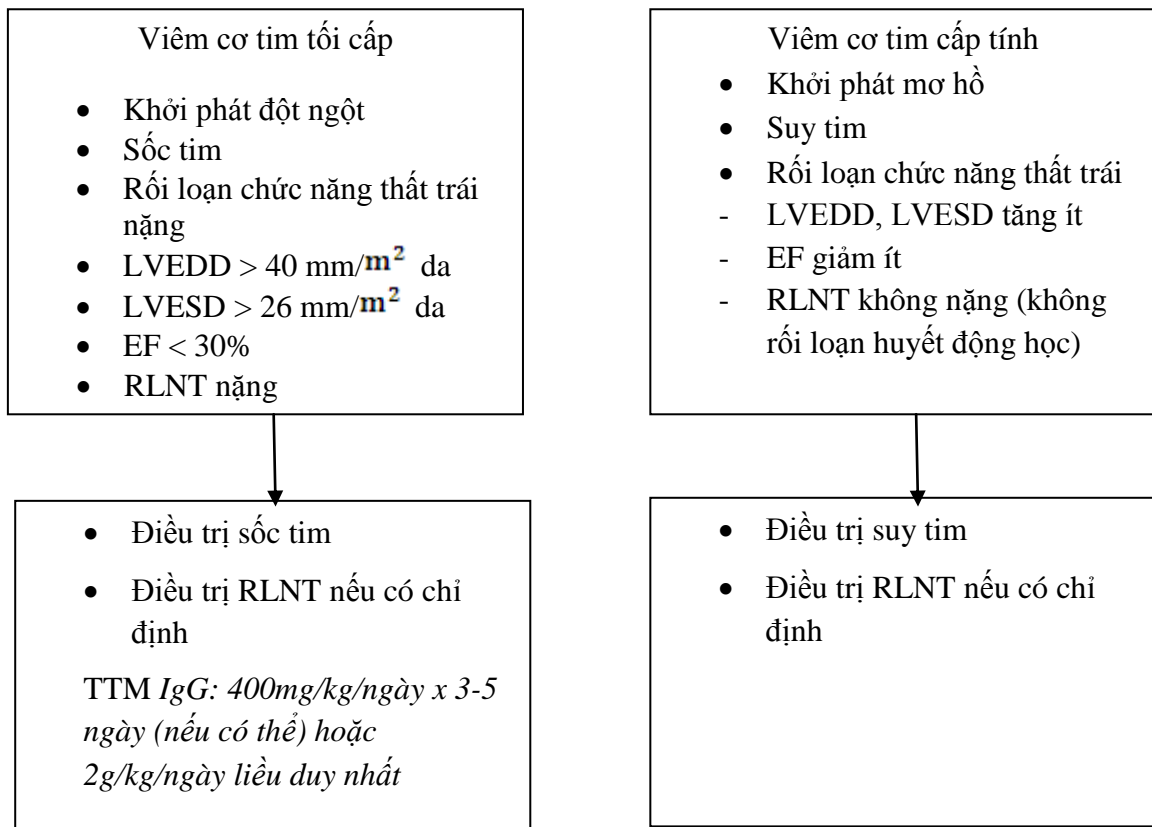 Viêm cơ tim tối cấp
• Khởi phát đột ngột
• Sốc tim
• Rối loạn chức năng thất trái
nặng
• LVEDD > 40 mm/m² da
• LVESD > 26 mm/m² da
• EF < 30%
• RLNT nặng
Viêm cơ tim cấp tính
• Khởi phát mơ hồ
• Suy tim
• Rối loạn chức năng thất trái
- LVEDD, LVESD tăng ít
- EF giảm ít
- RLNT không nặng (không
rối loạn huyết động học)
• Điều trị sốc tim
• Điều trị RLNT nếu có chỉ
định
TTM IgG: 400mg/kg/ngày x 3-5
ngày (nếu có thể) hoặc
2g/kg/ngày liều duy nhất
• Điều trị suy tim
• Điều trị RLNT nếu có chỉ
định